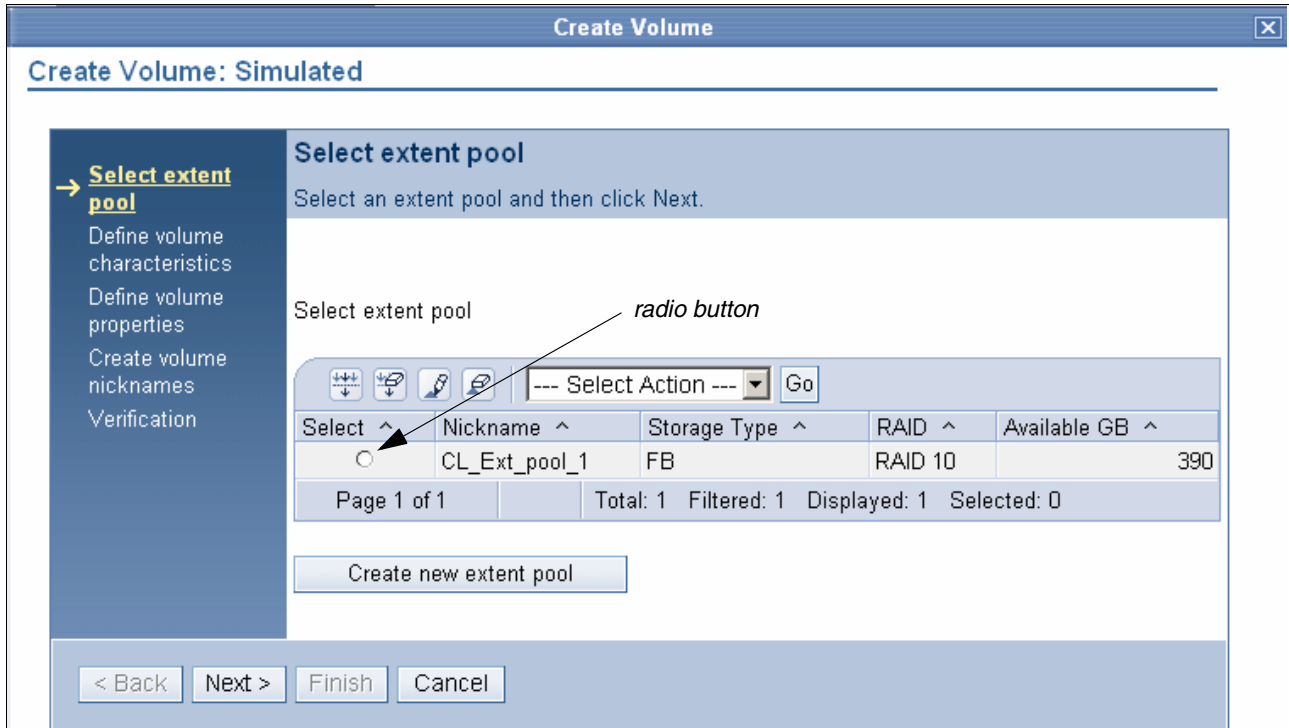 Create Volume
Create Volume: Simulated
Select extent
pool
Define volume
characteristics
Define volume
properties
Create volume
nicknames
Verification
Select extent pool
Select an extent pool and then click Next.
Select extent pool
radio button
--- Select Action --- Go
Select ^ Nickname ^ Storage Type ^ RAID ^ Available GB ^
CL_Ext_pool_1 FB RAID 10 390
Page 1 of 1 Total: 1 Filtered: 1 Displayed: 1 Selected: 0
Create new extent pool
< Back Next > Finish Cancel